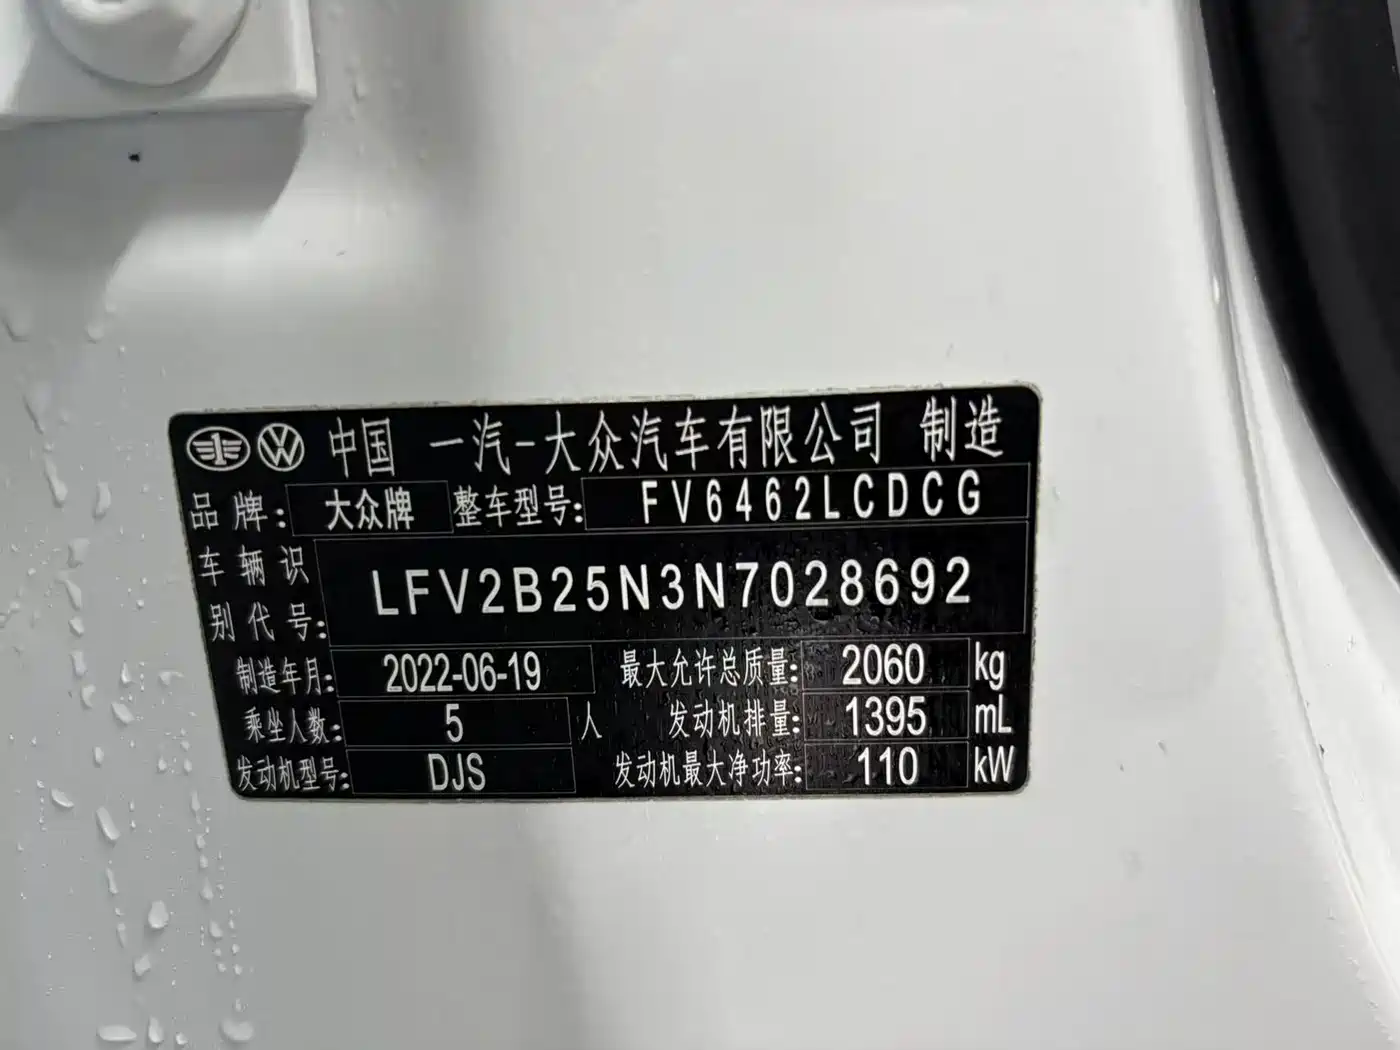 中国 一汽-大众汽车有限公司 制造
品牌: 大众牌 整车型号: FV6462LCDCG
车辆识别代号: LFV2B25N3N7028692
制造年月: 2022-06-19 最大允许总质量: 2060 kg
乘坐人数: 5 人 发动机排量: 1395 mL
发动机型号: DJS 发动机最大净功率: 110 kW